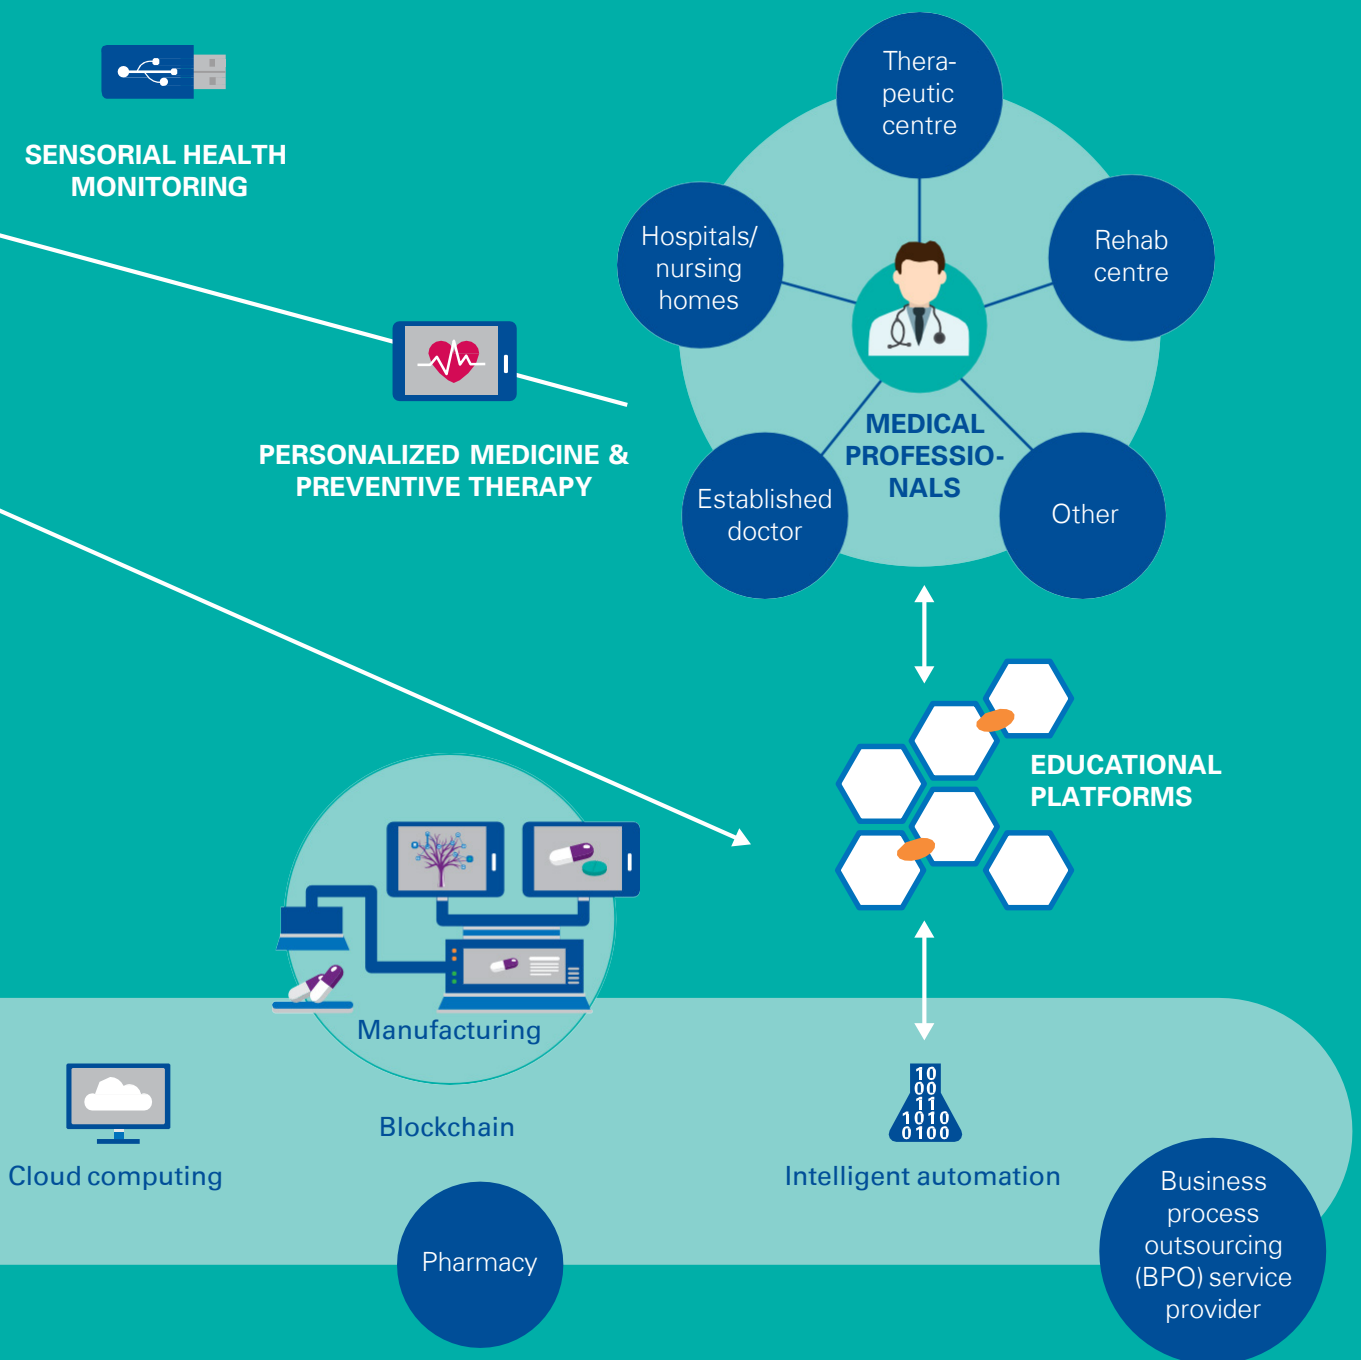 Thera-
peutic
centre
SENSORIAL HEALTH
MONITORING
Hospitals/
nursing
homes
Rehab
centre
MEDICAL
PROFESSIO-
NALS
PERSONALIZED MEDICINE &
PREVENTIVE THERAPY
Established
doctor
Other
EDUCATIONAL
PLATFORMS
Manufacturing
10
00
11
1010
0100
Blockchain
Cloud computing
Intelligent automation
Business
process
outsourcing
(BPO) service
provider
Pharmacy